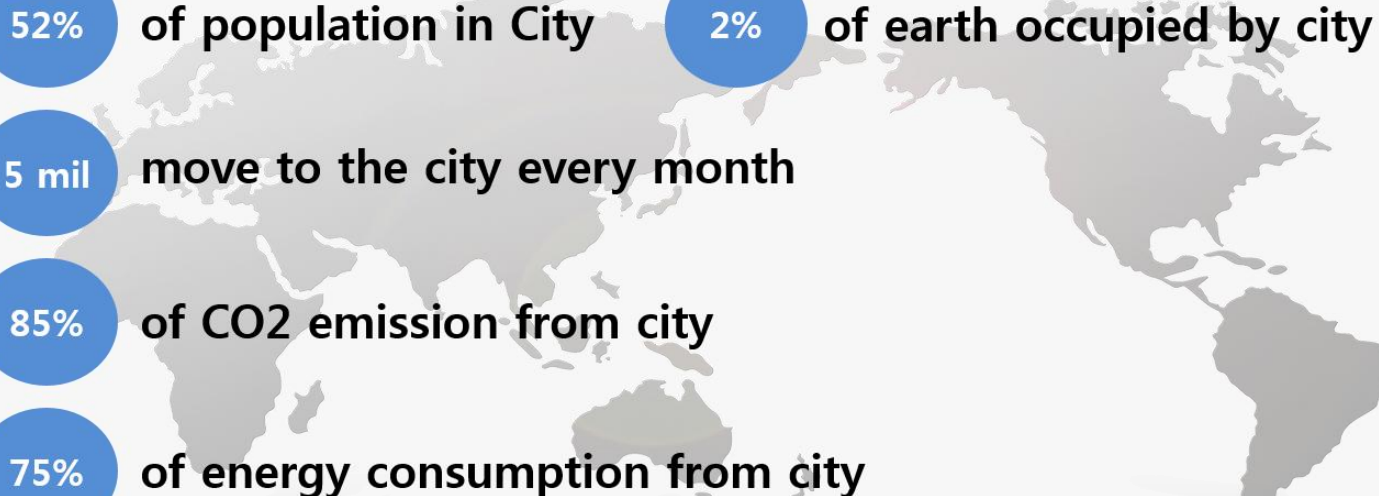 52% of population in City 2% of earth occupied by city
5 mil move to the city every month
85% of CO2 emission from city
75% of energy consumption from city